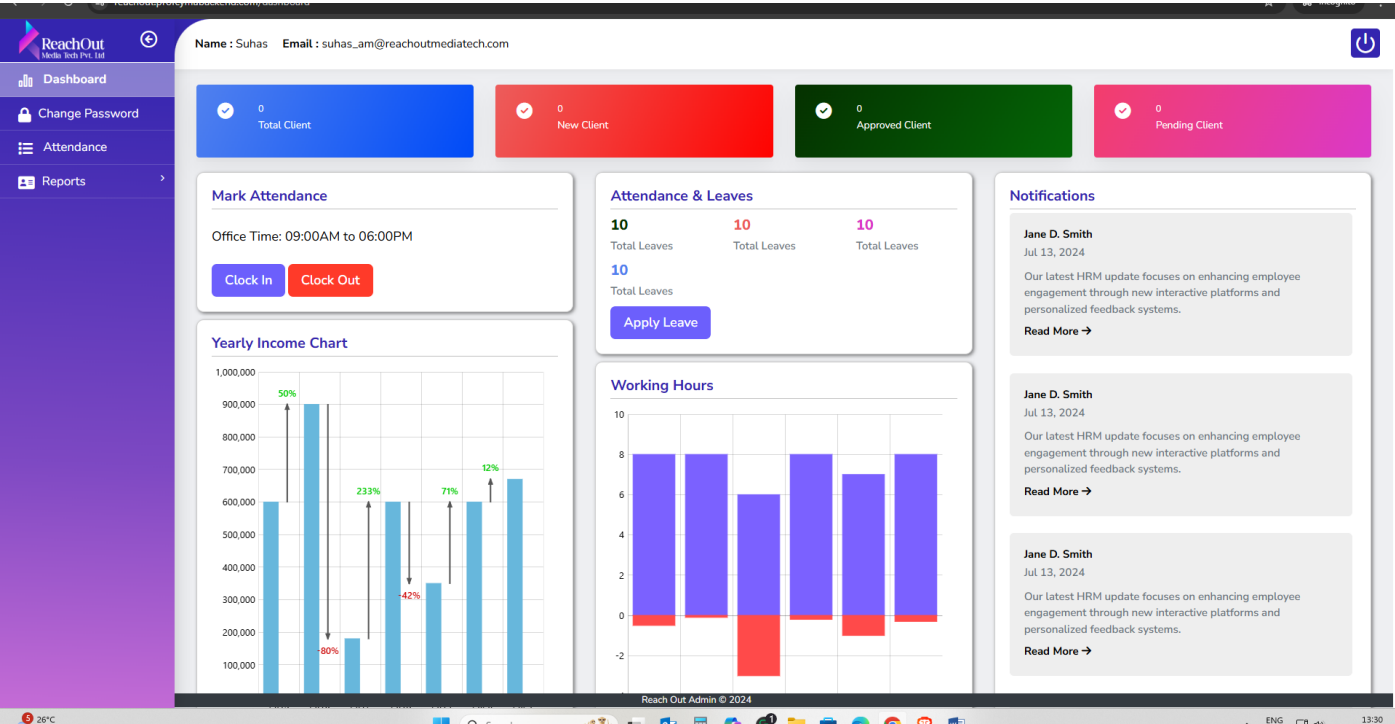 ReachOut
Media Tech Pvt. Ltd
Dashboard
Change Password
Attendance
Reports
Name : Suhas Email : suhas_am@reachoutmediatech.com
0
Total Client
0
New Client
0
Approved Client
0
Pending Client
Mark Attendance
Office Time: 09:00AM to 06:00PM
Clock In Clock Out
Yearly Income Chart
1,000,000
900,000
800,000
700,000
600,000
500,000
400,000
300,000
200,000
100,000
50%
-80%
233%
-42%
71%
12%
Attendance & Leaves
10 10 10
Total Leaves Total Leaves Total Leaves
10
Total Leaves
Apply Leave
Working Hours
10
8
6
4
2
0
-2
Notifications
Jane D. Smith
Jul 13, 2024
Our latest HRM update focuses on enhancing employee
engagement through new interactive platforms and
personalized feedback systems.
Read More →
Jane D. Smith
Jul 13, 2024
Our latest HRM update focuses on enhancing employee
engagement through new interactive platforms and
personalized feedback systems.
Read More →
Jane D. Smith
Jul 13, 2024
Our latest HRM update focuses on enhancing employee
engagement through new interactive platforms and
personalized feedback systems.
Read More →
Reach Out Admin © 2024
5 26°C
ENG
13:30